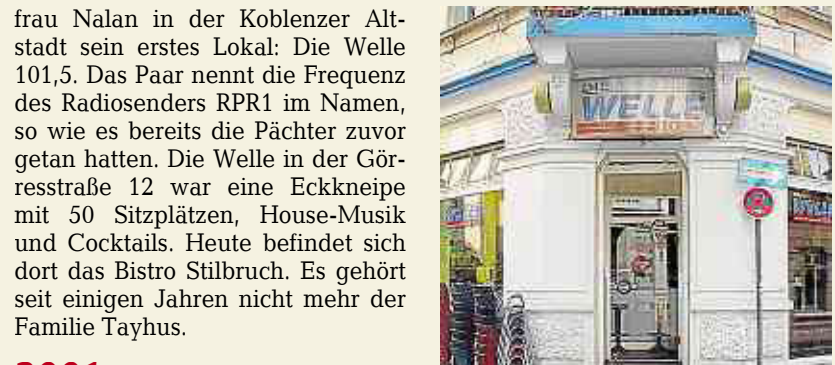 frau Nalan in der Koblenzer Alt-
stadt sein erstes Lokal: Die Welle
101,5. Das Paar nennt die Frequenz
des Radiosenders RPR1 im Namen,
so wie es bereits die Pächter zuvor
getan hatten. Die Welle in der Gör-
resstraße 12 war eine Eckkneipe
mit 50 Sitzplätzen, House-Musik
und Cocktails. Heute befindet sich
dort das Bistro Stilbruch. Es gehört
seit einigen Jahren nicht mehr der
Familie Tayhus.
DIE
WELLE